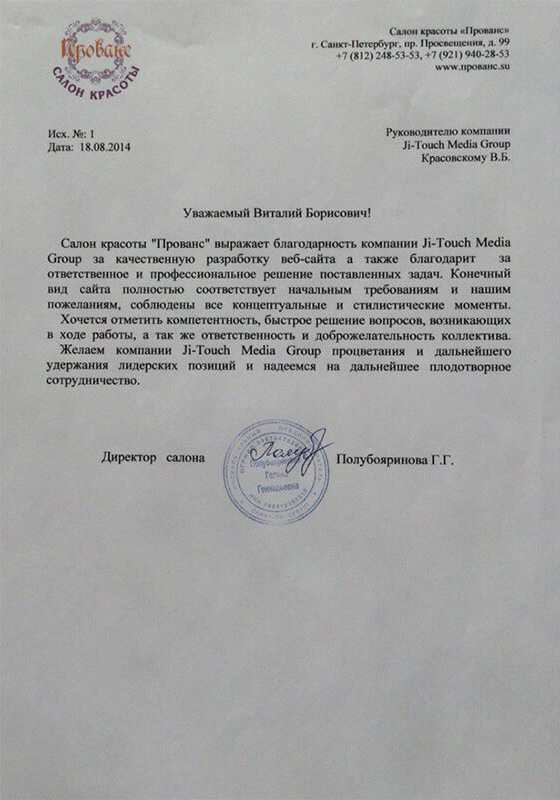 Прованс
САЛОН КРАСОТЫ
Салон красоты «Прованс»
г. Санкт-Петербург, пр. Просвещения, д. 99
+7 (812) 248-53-53, +7 (921) 940-28-53
www.прованс.su
Исх. №: 1
Дата: 18.08.2014
Руководителю компании
Ji-Touch Media Group
Красовскому В.Б.
Уважаемый Виталий Борисович!
Салон красоты "Прованс" выражает благодарность компании Ji-Touch Media
Group за качественную разработку веб-сайта а также благодарит за
ответственное и профессиональное решение поставленных задач. Конечный
вид сайта полностью соответствует начальным требованиям и нашим
пожеланиям, соблюдены все концептуальные и стилистические моменты.
Хочется отметить компетентность, быстрое решение вопросов, возникающих
в ходе работы, а так же ответственность и доброжелательность коллектива.
Желаем компании Ji-Touch Media Group процветания и дальнейшего
удержания лидерских позиций и надеемся на дальнейшее плодотворное
сотрудничество.
Директор салона
Полубояринова Г.Г.
ИНДИВИДУАЛЬНЫЙ ПРЕДПРИНИМАТЕЛЬ
Полубояринова
Галина
Геннадьевна